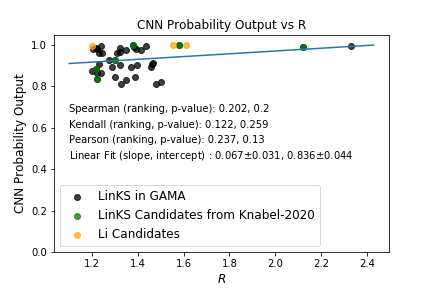 CNN Probability Output vs R
CNN Probability Output
1.0
0.8
0.6
0.4
0.2
0.0
Spearman (ranking, p-value): 0.202, 0.2
Kendall (ranking, p-value): 0.122, 0.259
Pearson (ranking, p-value): 0.237, 0.13
Linear Fit (slope, intercept) : 0.067±0.031, 0.836±0.044
LinKS in GAMA
LinKS Candidates from Knabel-2020
Li Candidates
1.2 1.4 1.6 1.8 2.0 2.2 2.4
R